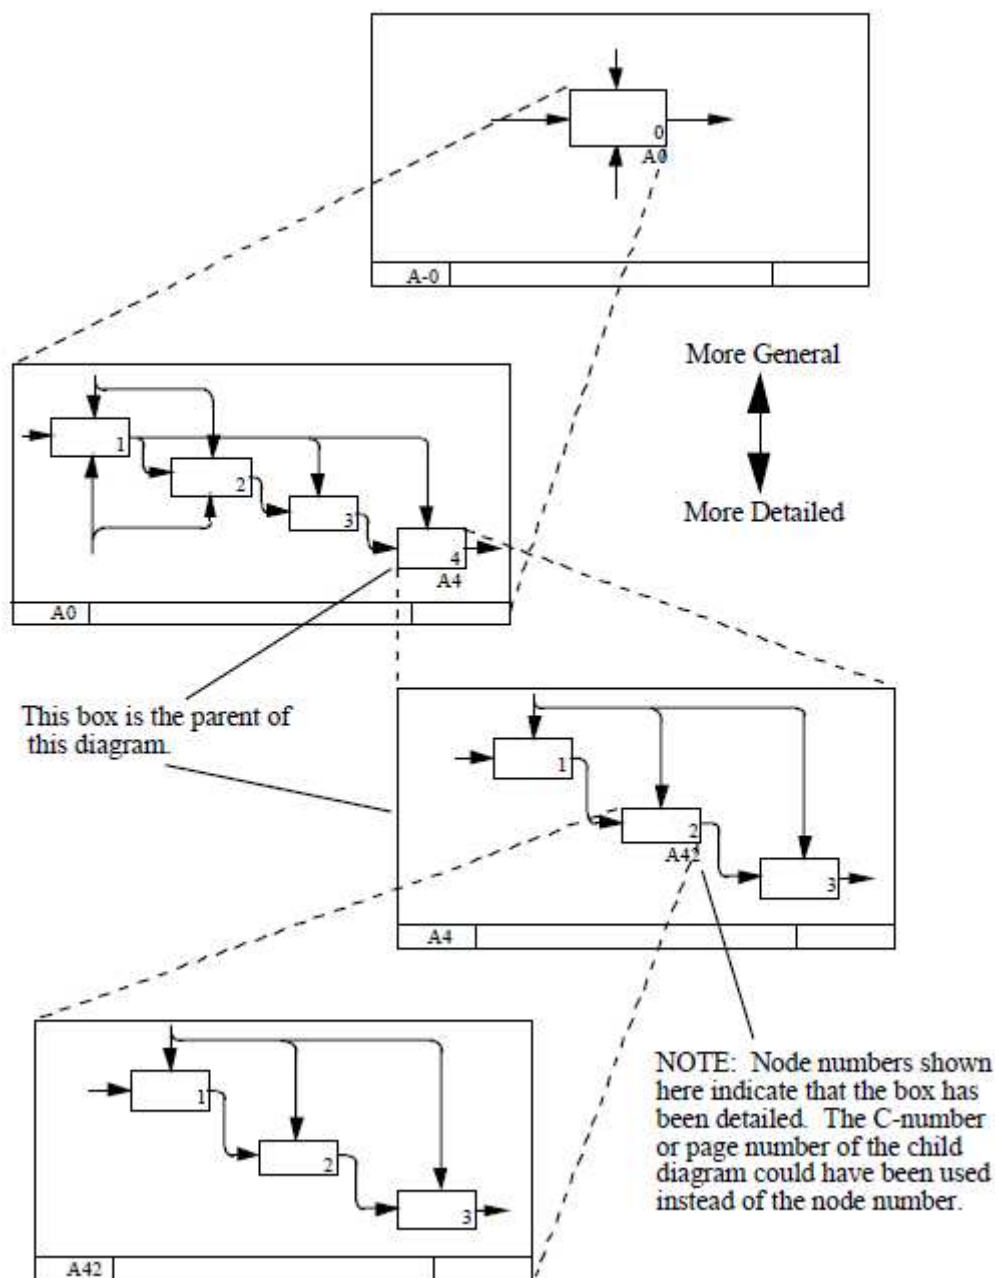 0
A0
A-0
More General
More Detailed
1
2
3
4
A4
A0
This box is the parent of
this diagram.
1
2
A42
3
A4
NOTE: Node numbers shown
here indicate that the box has
been detailed. The C-number
or page number of the child
diagram could have been used
instead of the node number.
1
2
3
A42